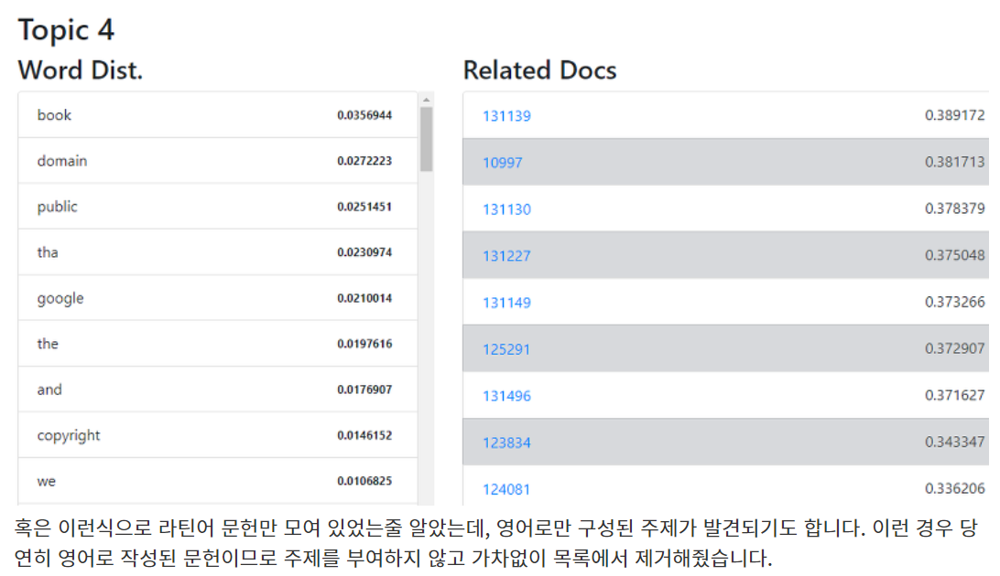 Topic 4
Word Dist.
book 0.0356944
domain 0.0272223
public 0.0251451
tha 0.0230974
google 0.0210014
the 0.0197616
and 0.0176907
copyright 0.0146152
we 0.0106825
Related Docs
131139 0.389172
10997 0.381713
131130 0.378379
131227 0.375048
131149 0.373266
125291 0.372907
131496 0.371627
123834 0.343347
124081 0.336206
혹은 이런식으로 라틴어 문헌만 모여 있었는줄 알았는데, 영어로만 구성된 주제가 발견되기도 합니다. 이런 경우 당
연히 영어로 작성된 문헌이므로 주제를 부여하지 않고 가차없이 목록에서 제거해줬습니다.